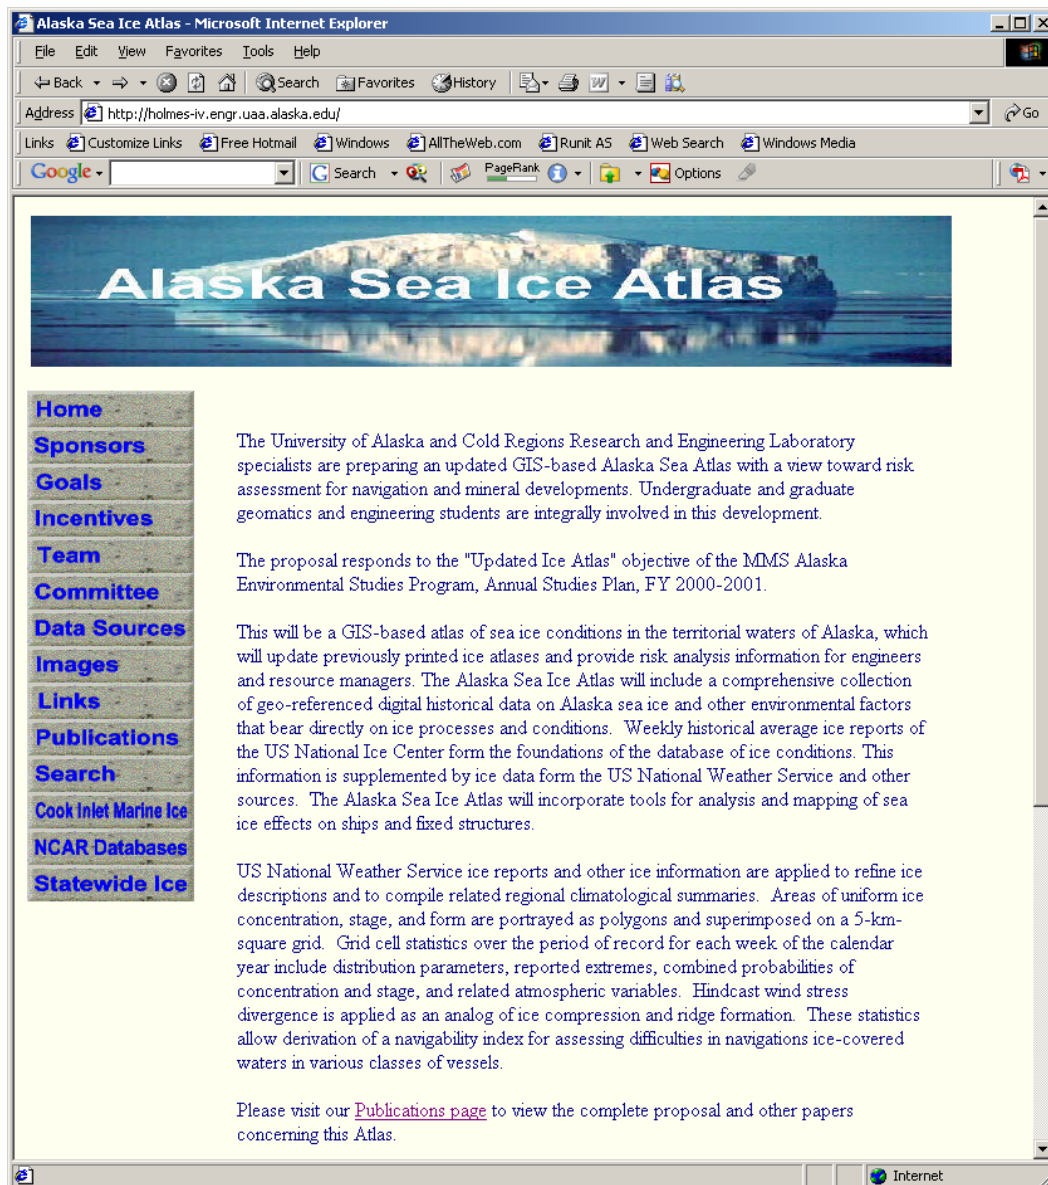 Alaska Sea Ice Atlas - Microsoft Internet Explorer
File Edit View Favorites Tools Help
Back Search Favorites History
Address http://holmes-iv.engr.uaa.alaska.edu/ Go
Links Customize Links Free Hotmail Windows AllTheWeb.com Runit AS Web Search Windows Media
Google G Search PageRank Options
Alaska Sea Ice Atlas
Home
Sponsors
Goals
Incentives
Team
Committee
Data Sources
Images
Links
Publications
Search
Cook Inlet Marine Ice
NCAR Databases
Statewide Ice
The University of Alaska and Cold Regions Research and Engineering Laboratory
specialists are preparing an updated GIS-based Alaska Sea Atlas with a view toward risk
assessment for navigation and mineral developments. Undergraduate and graduate
geomatics and engineering students are integrally involved in this development.
The proposal responds to the "Updated Ice Atlas" objective of the MMS Alaska
Environmental Studies Program, Annual Studies Plan, FY 2000-2001.
This will be a GIS-based atlas of sea ice conditions in the territorial waters of Alaska, which
will update previously printed ice atlases and provide risk analysis information for engineers
and resource managers. The Alaska Sea Ice Atlas will include a comprehensive collection
of geo-referenced digital historical data on Alaska sea ice and other environmental factors
that bear directly on ice processes and conditions.  Weekly historical average ice reports of
the US National Ice Center form the foundations of the database of ice conditions. This
information is supplemented by ice data form the US National Weather Service and other
sources.  The Alaska Sea Ice Atlas will incorporate tools for analysis and mapping of sea
ice effects on ships and fixed structures.
US National Weather Service ice reports and other ice information are applied to refine ice
descriptions and to compile related regional climatological summaries.  Areas of uniform ice
concentration, stage, and form are portrayed as polygons and superimposed on a 5-km-
square grid.  Grid cell statistics over the period of record for each week of the calendar
year include distribution parameters, reported extremes, combined probabilities of
concentration and stage, and related atmospheric variables.  Hindcast wind stress
divergence is applied as an analog of ice compression and ridge formation.  These statistics
allow derivation of a navigability index for assessing difficulties in navigations ice-covered
waters in various classes of vessels.
Please visit our Publications page to view the complete proposal and other papers
concerning this Atlas.
Internet